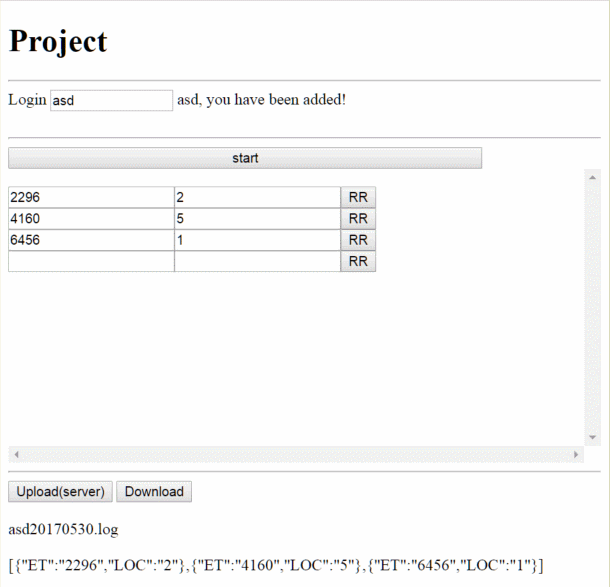 Project
Login asd asd, you have been added!
start
2296 2 RR
4160 5 RR
6456 1 RR
RR
Upload(server) Download
asd20170530.log
[{"ET":"2296","LOC":"2"},{"ET":"4160","LOC":"5"},{"ET":"6456","LOC":"1"}]